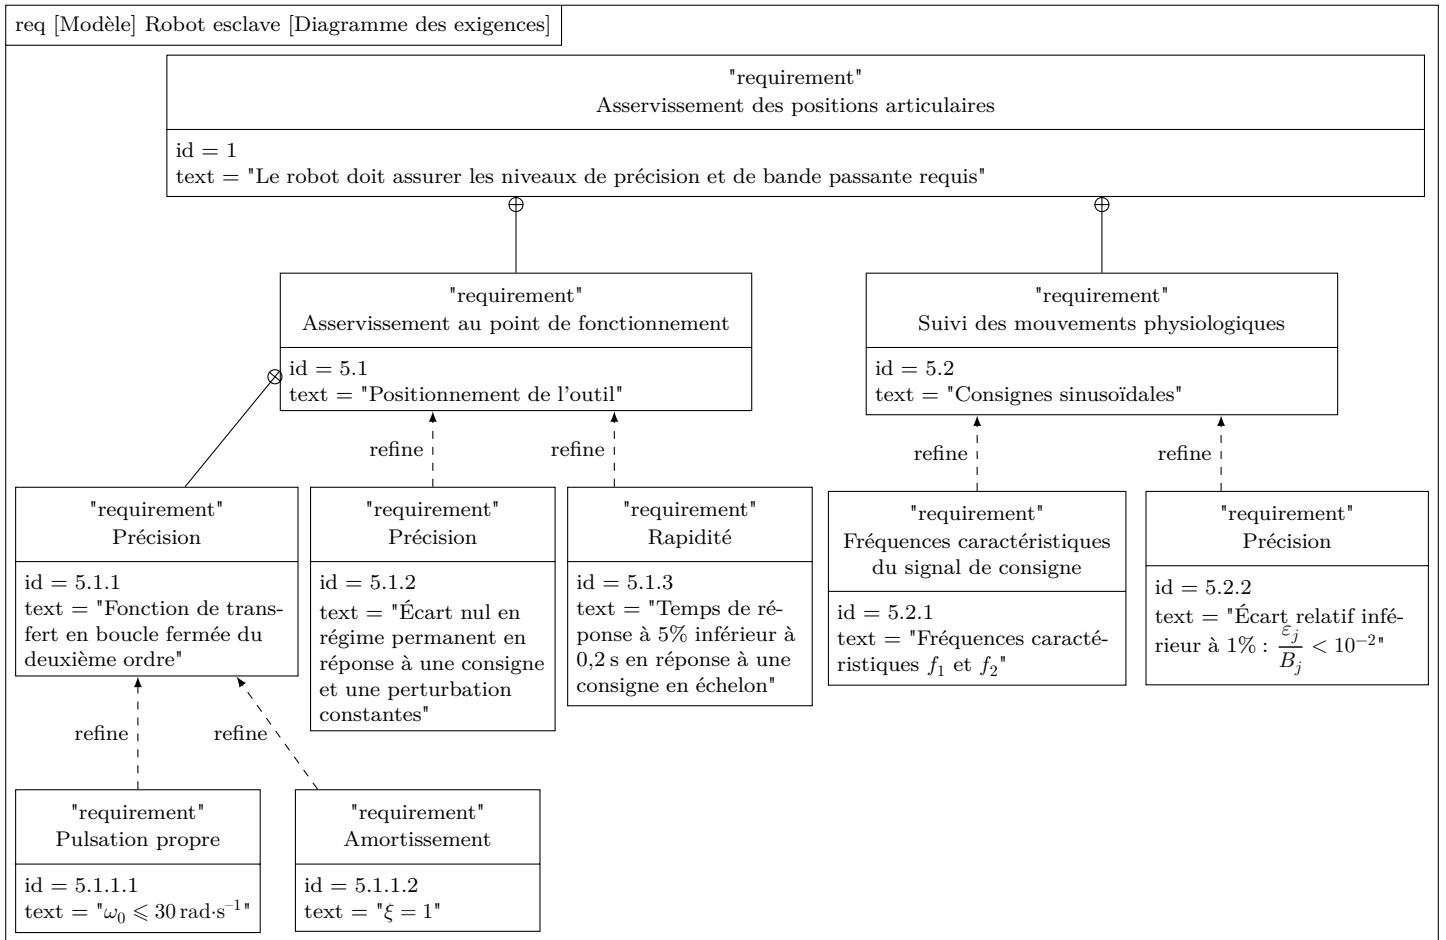 req [Modèle] Robot esclave [Diagramme des exigences]
"requirement"
Asservissement des positions articulaires
id = 1
text = "Le robot doit assurer les niveaux de précision et de bande passante requis"
"requirement"
Asservissement au point de fonctionnement
id = 5.1
text = "Positionnement de l'outil"
"requirement"
Suivi des mouvements physiologiques
id = 5.2
text = "Consignes sinusoïdales"
refine
refine
refine
refine
"requirement"
Précision
id = 5.1.1
text = "Fonction de trans-
fert en boucle fermée du
deuxième ordre"
"requirement"
Précision
id = 5.1.2
text = "Écart nul en
régime permanent en
réponse à une consigne
et une perturbation
constantes"
"requirement"
Rapidité
id = 5.1.3
text = "Temps de ré-
ponse à 5% inférieur à
0,2 s en réponse à une
consigne en échelon"
"requirement"
Fréquences caractéristiques
du signal de consigne
id = 5.2.1
text = "Fréquences caracté-
ristiques f₁ et f₂"
"requirement"
Précision
id = 5.2.2
text = "Écart relatif infé-
rieur à 1% : εⱼ/Bⱼ < 10⁻²"
refine
refine
"requirement"
Pulsation propre
id = 5.1.1.1
text = "ω₀ ⩽ 30 rad·s⁻¹"
"requirement"
Amortissement
id = 5.1.1.2
text = "ξ = 1"